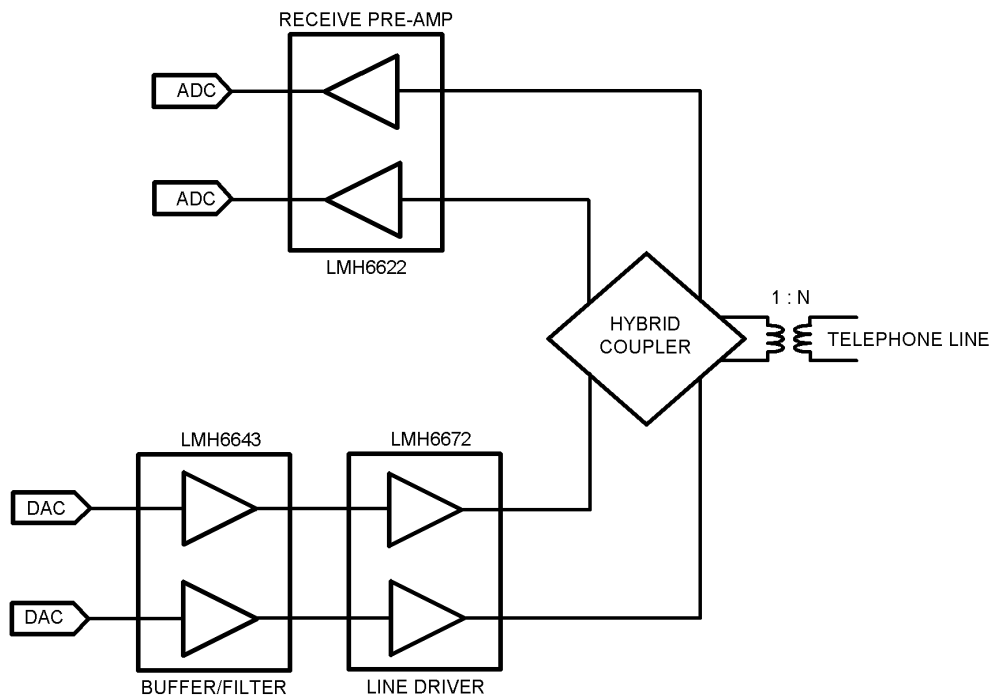 RECEIVE PRE-AMP
ADC
ADC
LMH6622
1 : N
HYBRID
COUPLER
TELEPHONE LINE
LMH6643
LMH6672
DAC
DAC
BUFFER/FILTER
LINE DRIVER